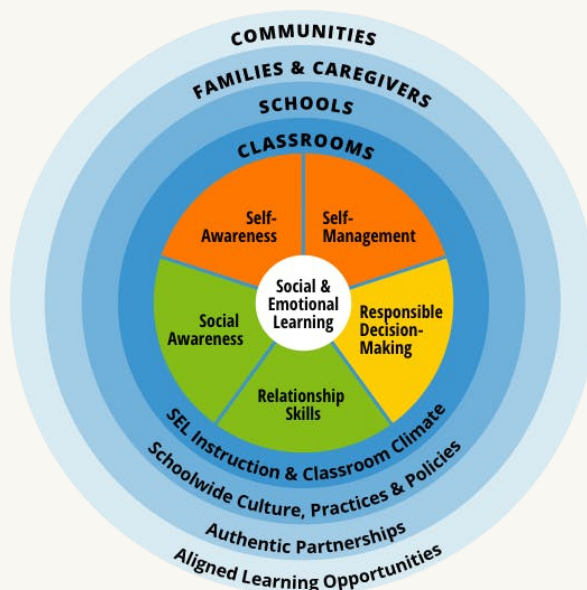 COMMUNITIES
FAMILIES & CAREGIVERS
SCHOOLS
CLASSROOMS
Self-
Awareness
Self-
Management
Social &
Emotional
Learning
Social
Awareness
Responsible
Decision-
Making
Relationship
Skills
SEL Instruction & Classroom Climate
Schoolwide Culture, Practices & Policies
Authentic Partnerships
Aligned Learning Opportunities